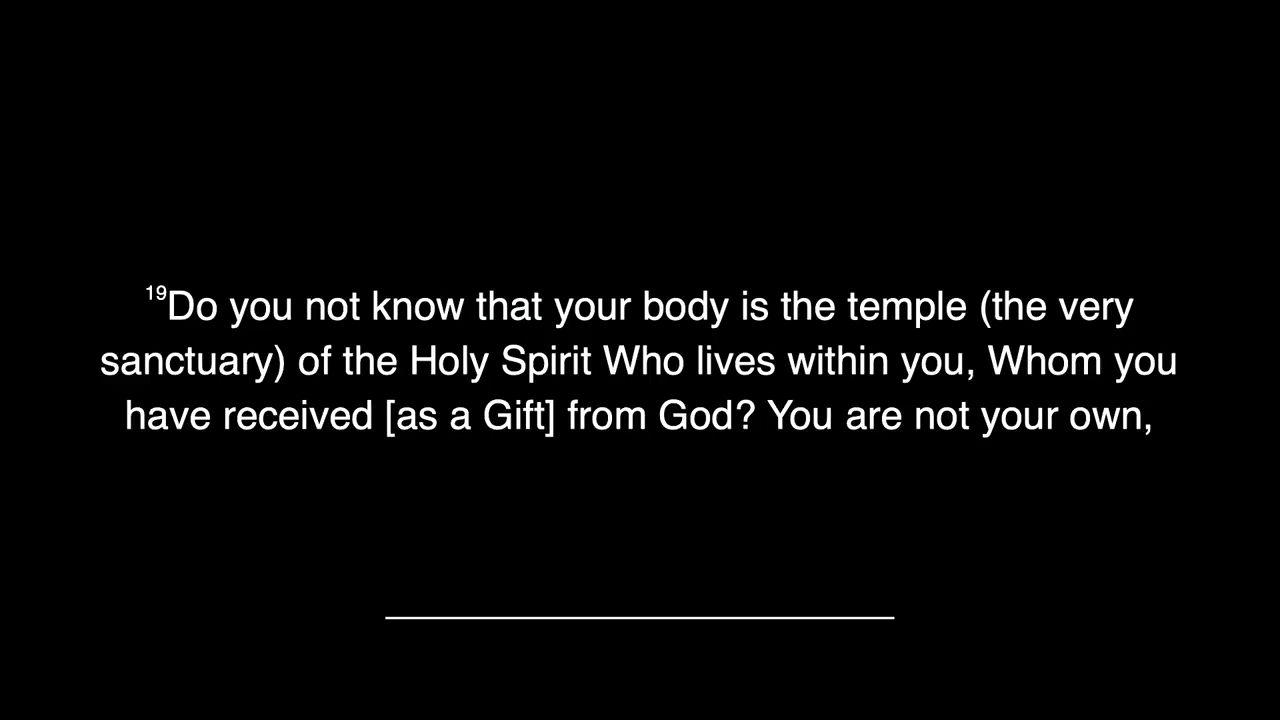 19Do you not know that your body is the temple (the very
sanctuary) of the Holy Spirit Who lives within you, Whom you
have received [as a Gift] from God? You are not your own,